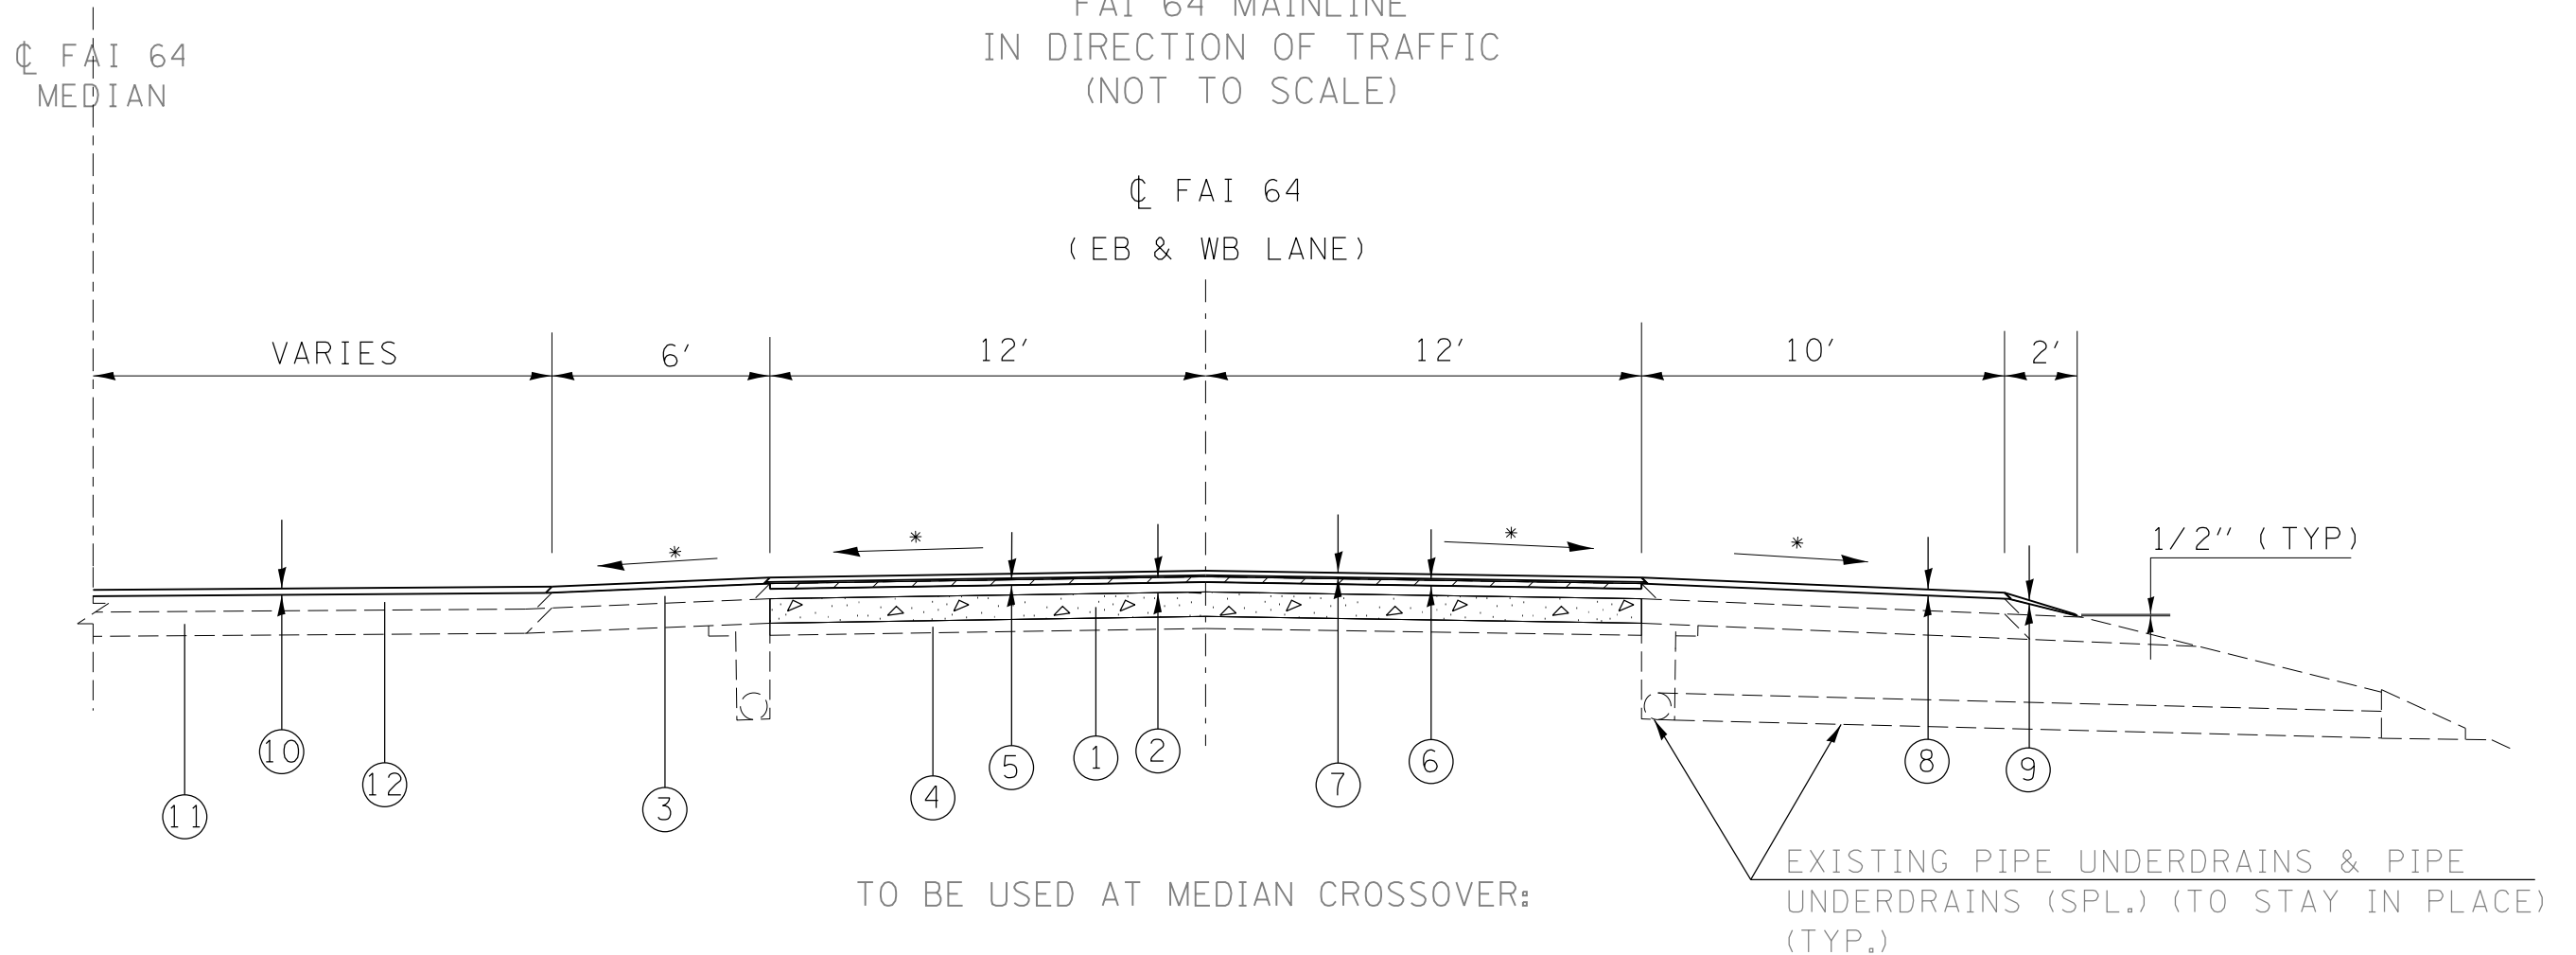 FAI 64 MAINLINE
IN DIRECTION OF TRAFFIC
(NOT TO SCALE)
℄ FAI 64
MEDIAN
℄ FAI 64
(EB & WB LANE)
VARIES 6' 12' 12' 10' 2'
* * * *
1/2" (TYP)
10 12 11 3 4 5 1 2 7 6 8 9
TO BE USED AT MEDIAN CROSSOVER:
EXISTING PIPE UNDERDRAINS & PIPE
UNDERDRAINS (SPL.) (TO STAY IN PLACE)
(TYP.)